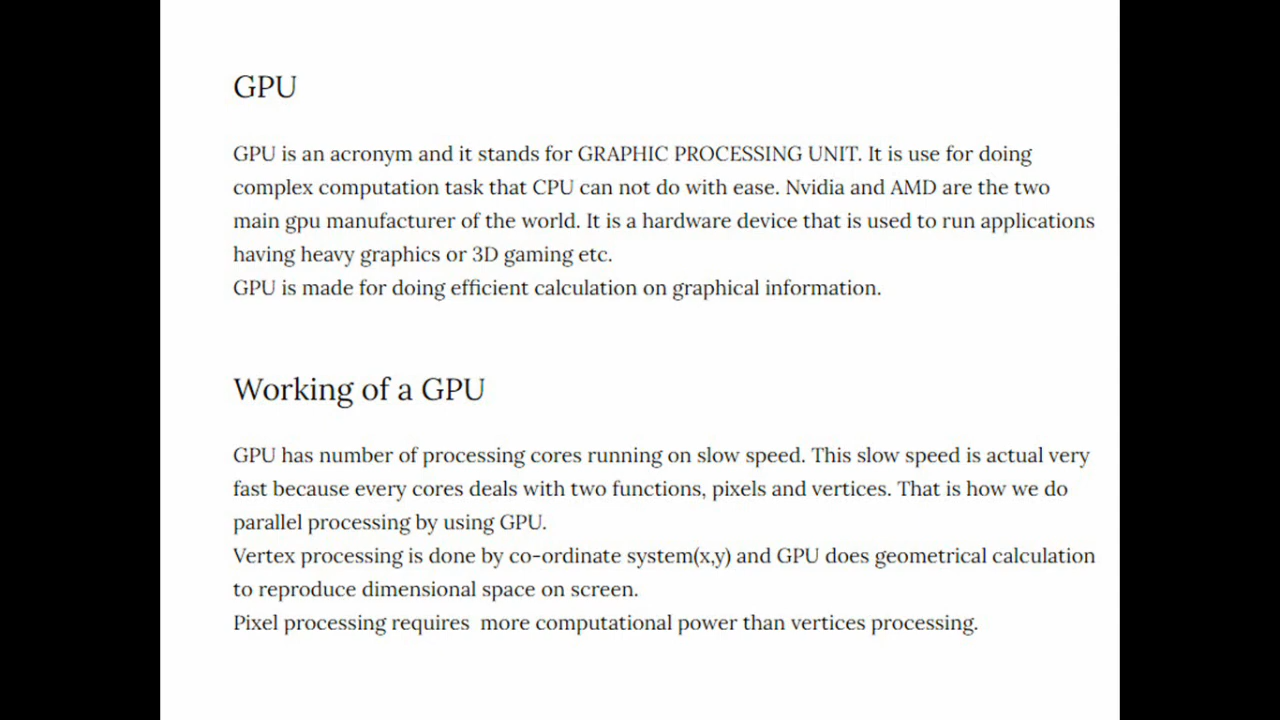 GPU
GPU is an acronym and it stands for GRAPHIC PROCESSING UNIT. It is use for doing
complex computation task that CPU can not do with ease. Nvidia and AMD are the two
main gpu manufacturer of the world. It is a hardware device that is used to run applications
having heavy graphics or 3D gaming etc.
GPU is made for doing efficient calculation on graphical information.
Working of a GPU
GPU has number of processing cores running on slow speed. This slow speed is actual very
fast because every cores deals with two functions, pixels and vertices. That is how we do
parallel processing by using GPU.
Vertex processing is done by co-ordinate system(x,y) and GPU does geometrical calculation
to reproduce dimensional space on screen.
Pixel processing requires  more computational power than vertices processing.